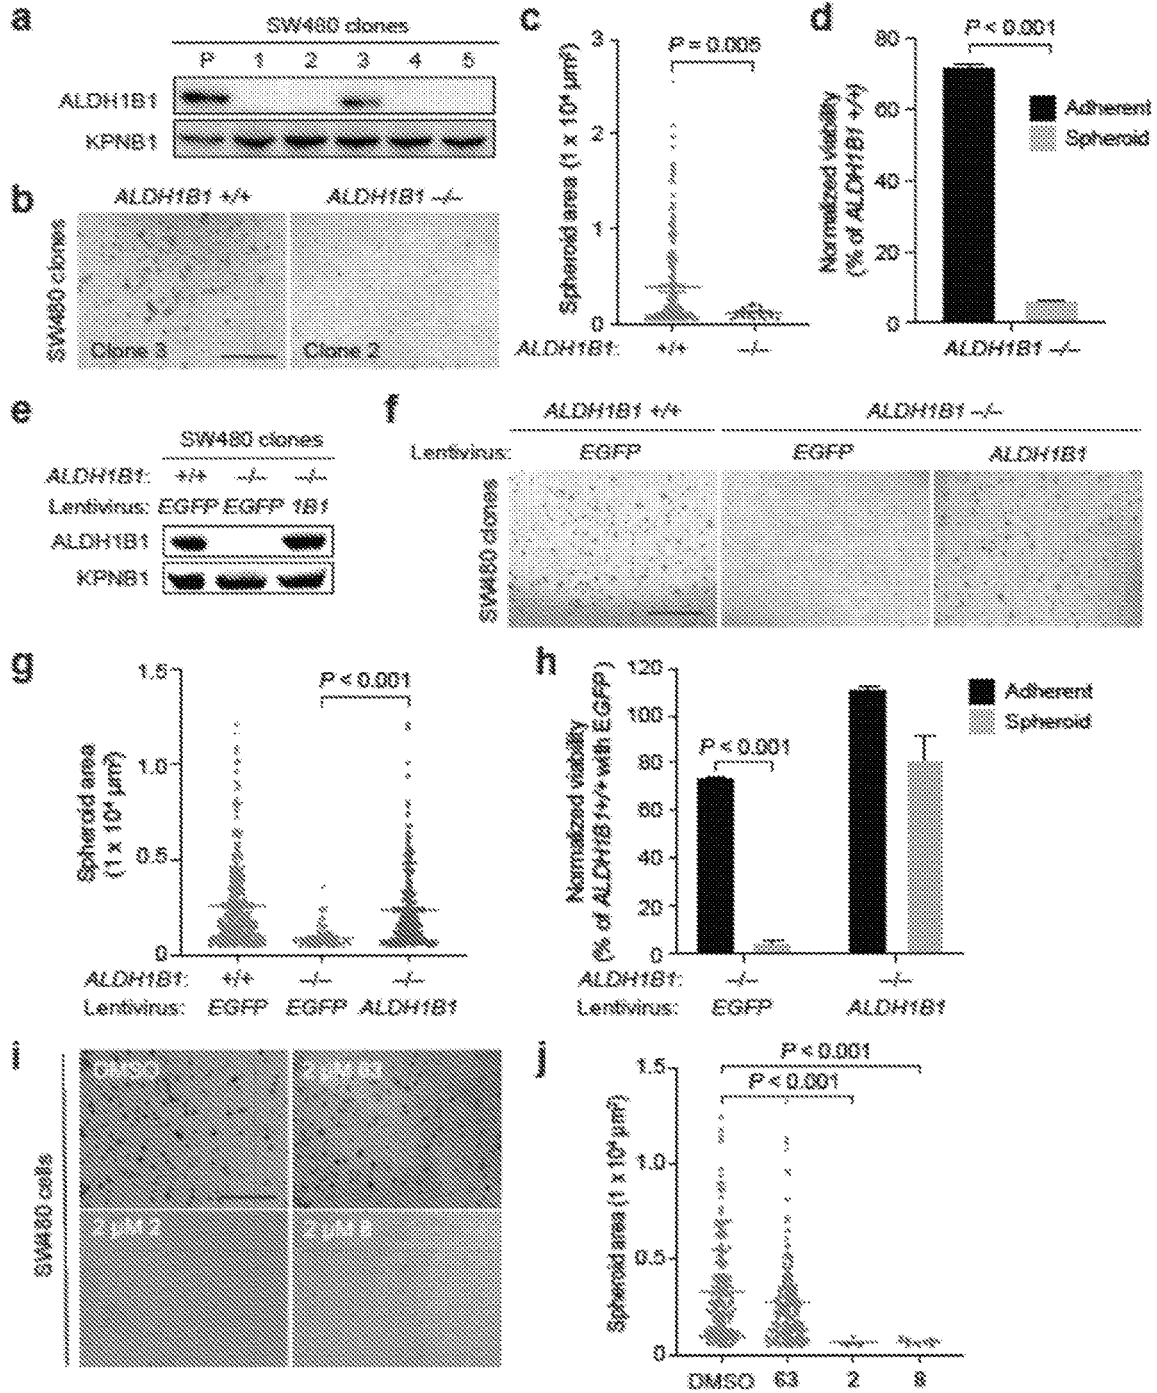 a
SW480 clones
P 1 2 3 4 5
ALDH1B1
KPNB1
b
ALDH1B1 +/+ ALDH1B1 –/–
SW480 clones
Clone 3 Clone 2
c
P = 0.005
Spheroid area (1 x 10⁴ μm²)
3
2
1
0
ALDH1B1: +/+ –/–
d
P < 0.001
Normalized viability
(% of ALDH1B1 +/+)
80
60
40
20
0
ALDH1B1 –/–
Adherent
Spheroid
e
SW480 clones
ALDH1B1: +/+ –/– –/–
Lentivirus: EGFP EGFP 1B1
ALDH1B1
KPNB1
f
ALDH1B1 +/+ ALDH1B1 –/–
Lentivirus: EGFP EGFP ALDH1B1
SW480 clones
g
P < 0.001
Spheroid area
(1 x 10⁴ μm²)
1.5
1.0
0.5
0
ALDH1B1: +/+ –/– –/–
Lentivirus: EGFP EGFP ALDH1B1
h
P < 0.001
Normalized viability
(% of ALDH1B1+/+ with EGFP)
120
100
80
60
40
20
0
ALDH1B1: –/– –/–
Lentivirus: EGFP ALDH1B1
Adherent
Spheroid
i
SW480 cells
DMSO 2 μM 63
2 μM 2 2 μM
j
P < 0.001
P < 0.001
Spheroid area (1 x 10⁴ μm²)
1.5
1.0
0.5
0
DMSO 63 2